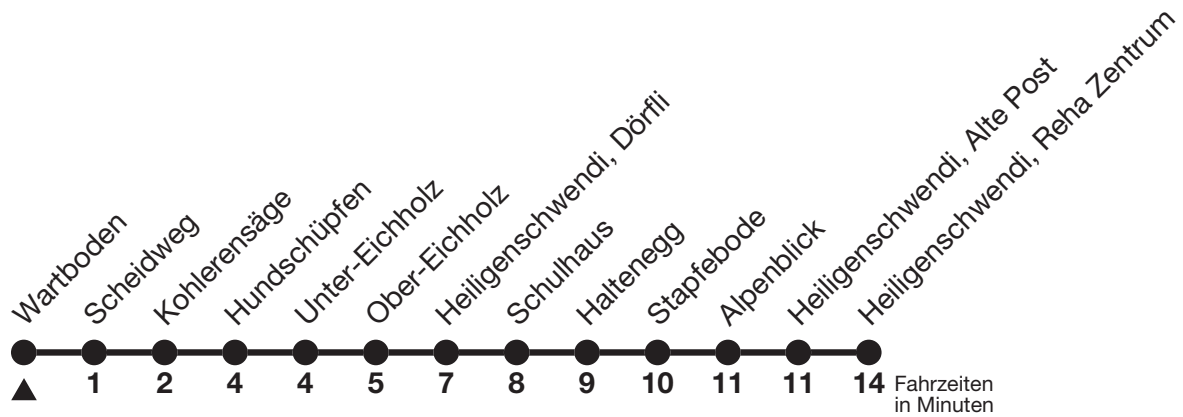 Wartboden
Scheidweg
Kohlerensäge
Hundschüpfen
Unter-Eichholz
Ober-Eichholz
Heiligenschwendi, Dörfli
Schulhaus
Haltenegg
Stapfebode
Alpenblick
Heiligenschwendi, Alte Post
Heiligenschwendi, Reha Zentrum
1 2 4 4 5 7 8 9 10 11 11 14 Fahrzeiten
in Minuten